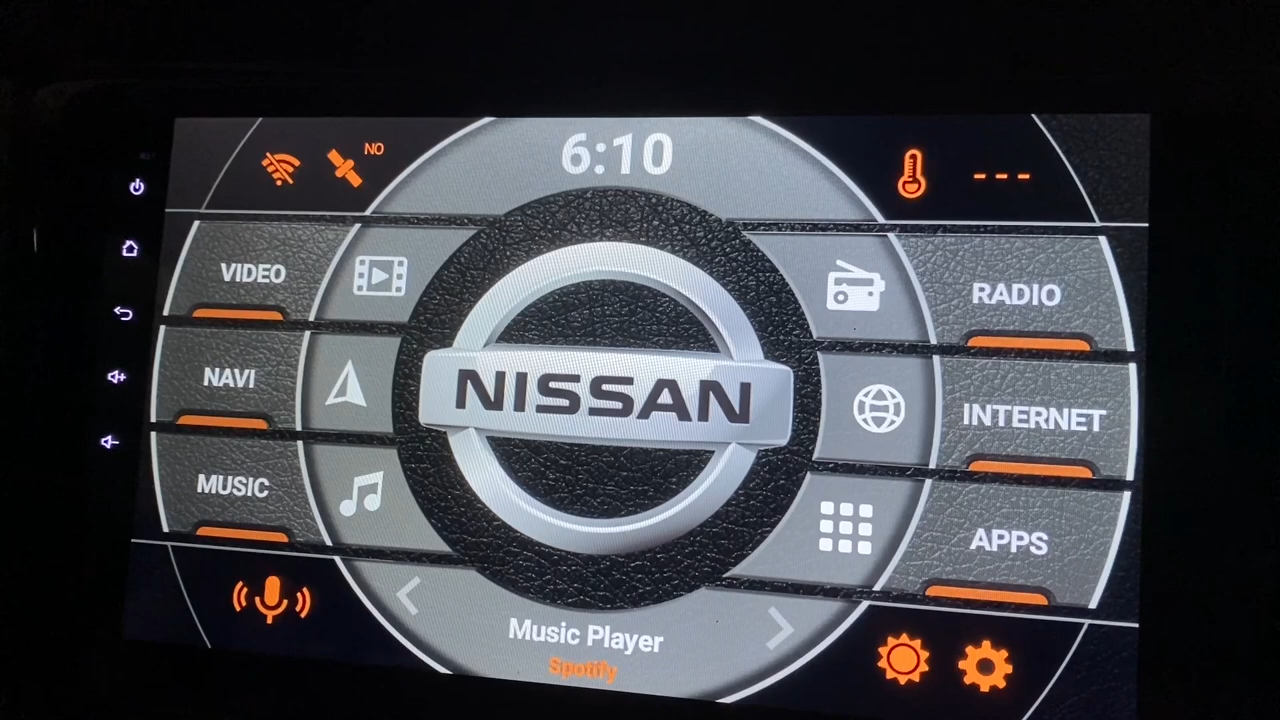 NO
6:10
---
VIDEO
RADIO
NAVI
NISSAN
INTERNET
MUSIC
APPS
Music Player
Spotify